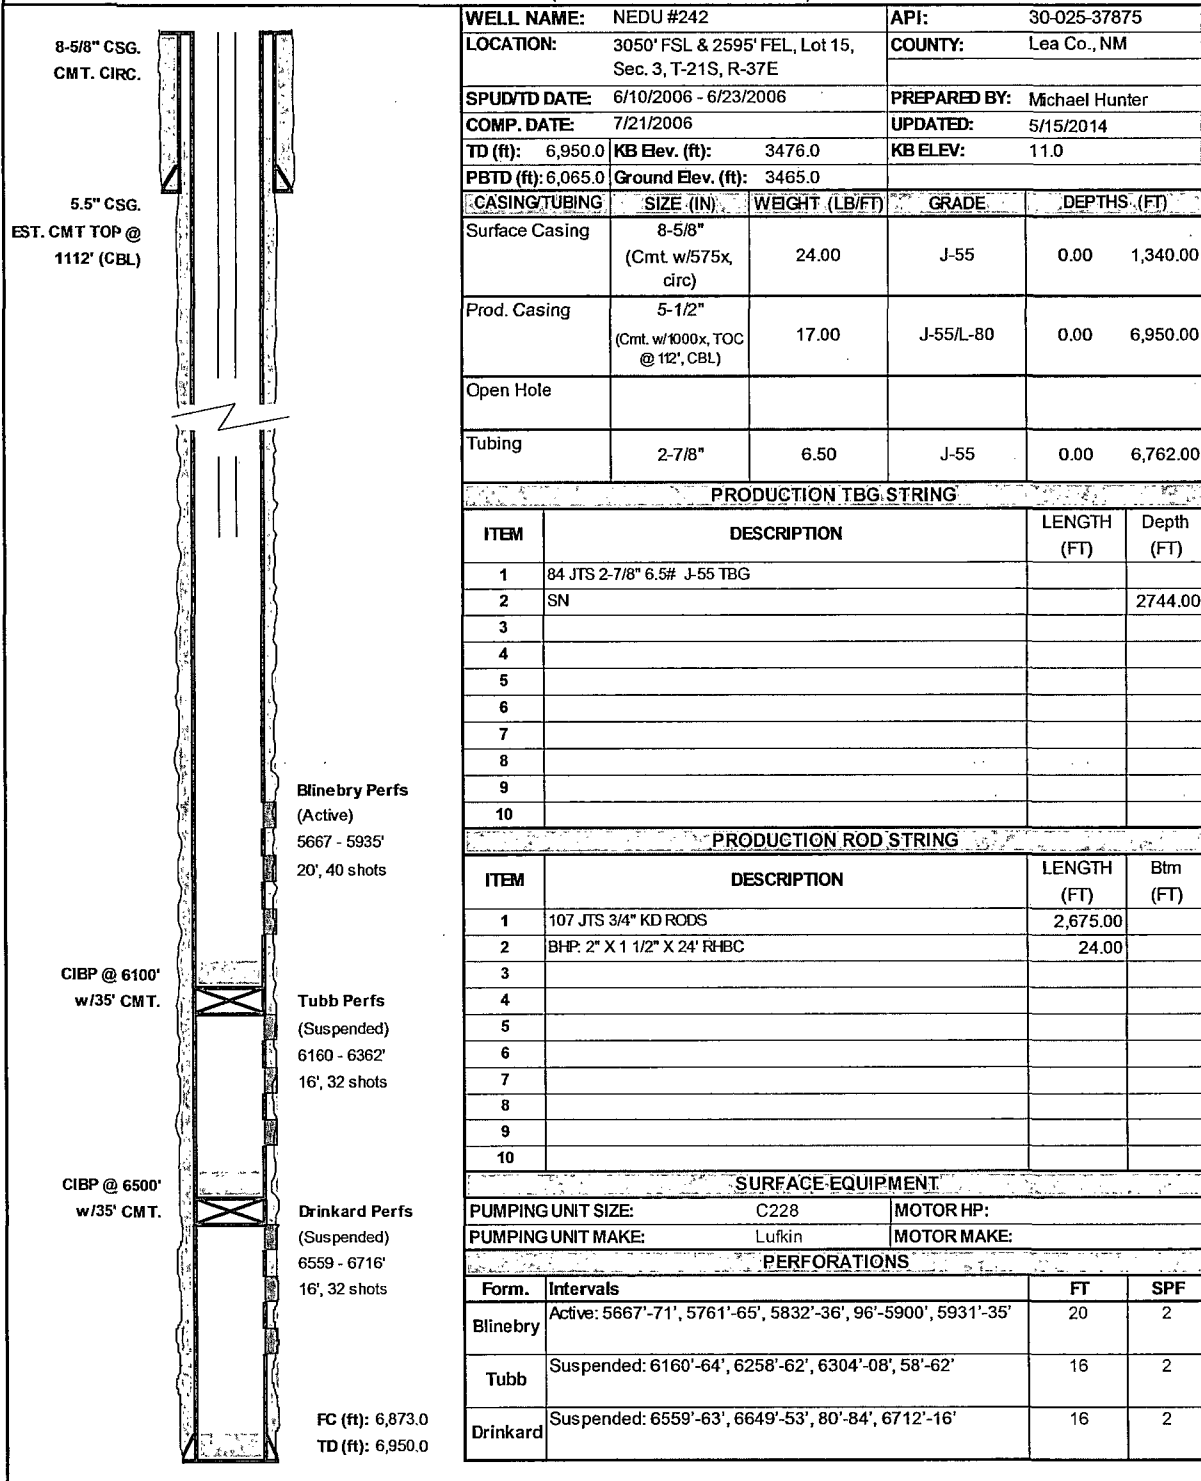 WELL NAME: NEDU #242 API: 30-025-37875
LOCATION: 3050' FSL & 2595' FEL, Lot 15, COUNTY: Lea Co., NM
Sec. 3, T-21S, R-37E
SPUD/TD DATE: 6/10/2006 - 6/23/2006 PREPARED BY: Michael Hunter
COMP. DATE: 7/21/2006 UPDATED: 5/15/2014
TD (ft): 6,950.0 KB Elev. (ft): 3476.0 KB ELEV: 11.0
PBTD (ft): 6,065.0 Ground Elev. (ft): 3465.0
CASING/TUBING SIZE (IN) WEIGHT (LB/FT) GRADE DEPTHS (FT)
Surface Casing 8-5/8"
(Cmt. w/575x, 24.00 J-55 0.00 1,340.00
circ)
Prod. Casing 5-1/2"
(Cmt. w/1000x, TOC 17.00 J-55/L-80 0.00 6,950.00
@ 112', CBL)
Open Hole
Tubing 2-7/8" 6.50 J-55 0.00 6,762.00
PRODUCTION TBG STRING
ITEM DESCRIPTION LENGTH Depth
(FT) (FT)
1 84 JTS 2-7/8" 6.5# J-55 TBG
2 SN 2744.00
3
4
5
6
7
8
9
10
PRODUCTION ROD STRING
ITEM DESCRIPTION LENGTH Btm
(FT) (FT)
1 107 JTS 3/4" KD RODS 2,675.00
2 BHP: 2" X 1 1/2" X 24' RHBC 24.00
3
4
5
6
7
8
9
10
SURFACE EQUIPMENT
PUMPING UNIT SIZE: C228 MOTOR HP:
PUMPING UNIT MAKE: Lufkin MOTOR MAKE:
PERFORATIONS
Form. Intervals FT SPF
Blinebry Active: 5667'-71', 5761'-65', 5832'-36', 96'-5900', 5931'-35' 20 2
Tubb Suspended: 6160'-64', 6258'-62', 6304'-08', 58'-62' 16 2
Drinkard Suspended: 6559'-63', 6649'-53', 80'-84', 6712'-16' 16 2
8-5/8" CSG.
CMT. CIRC.
5.5" CSG.
EST. CMT TOP @
1112' (CBL)
Blinebry Perfs
(Active)
5667 - 5935'
20', 40 shots
CIBP @ 6100'
w/35' CMT.
Tubb Perfs
(Suspended)
6160 - 6362'
16', 32 shots
CIBP @ 6500'
w/35' CMT.
Drinkard Perfs
(Suspended)
6559 - 6716'
16', 32 shots
FC (ft): 6,873.0
TD (ft): 6,950.0